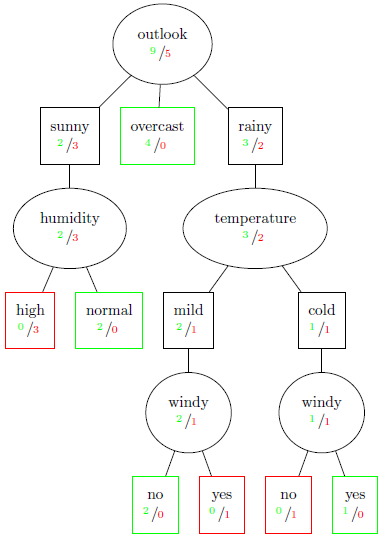 outlook
9/5
sunny
2/3
overcast
4/0
rainy
3/2
humidity
2/3
temperature
3/2
high
0/3
normal
2/0
mild
2/1
cold
1/1
windy
2/1
windy
1/1
no
2/0
yes
0/1
no
0/1
yes
1/0